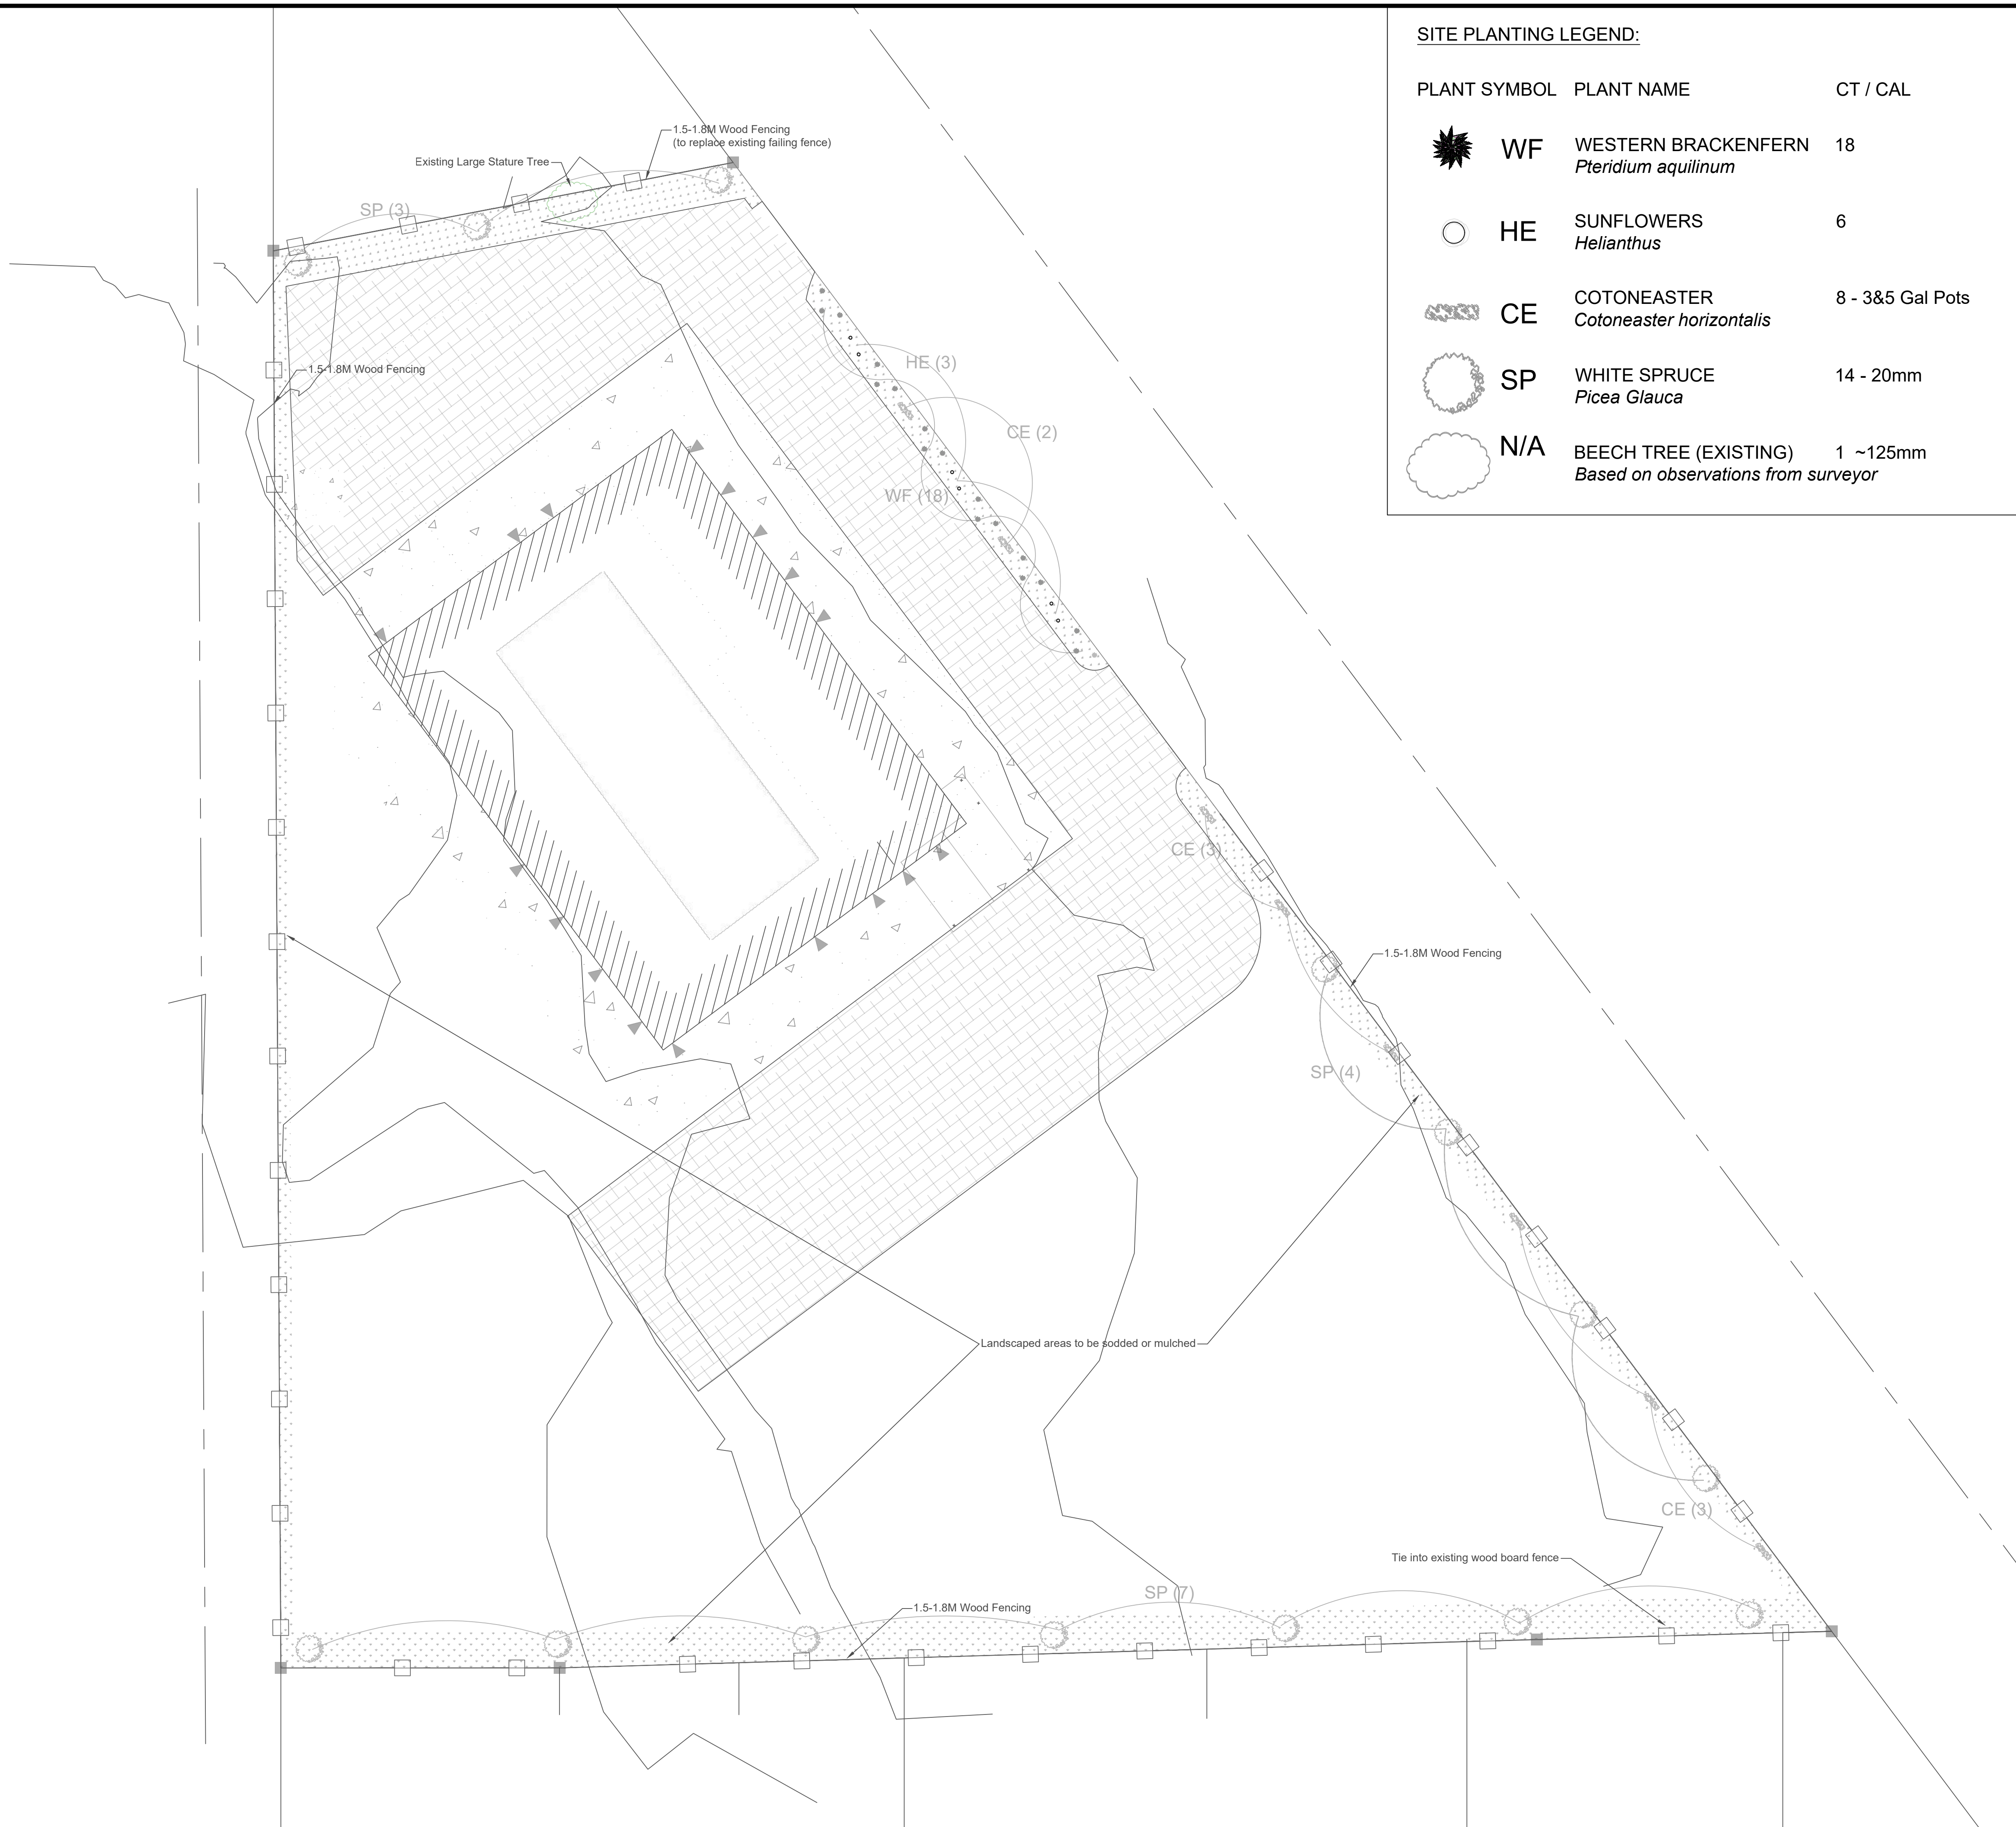 SITE PLANTING LEGEND:
PLANT SYMBOL PLANT NAME CT / CAL
WF WESTERN BRACKENFERN 18
Pteridium aquilinum
HE SUNFLOWERS 6
Helianthus
CE COTONEASTER 8 - 3&5 Gal Pots
Cotoneaster horizontalis
SP WHITE SPRUCE 14 - 20mm
Picea Glauca
N/A BEECH TREE (EXISTING) 1 ~125mm
Based on observations from surveyor
1.5-1.8M Wood Fencing
(to replace existing failing fence)
Existing Large Stature Tree
SP (3)
1.5-1.8M Wood Fencing
HE (3)
CE (2)
WF (18)
CE (3)
1.5-1.8M Wood Fencing
SP (4)
Landscaped areas to be sodded or mulched
CE (3)
Tie into existing wood board fence
SP (7)
1.5-1.8M Wood Fencing